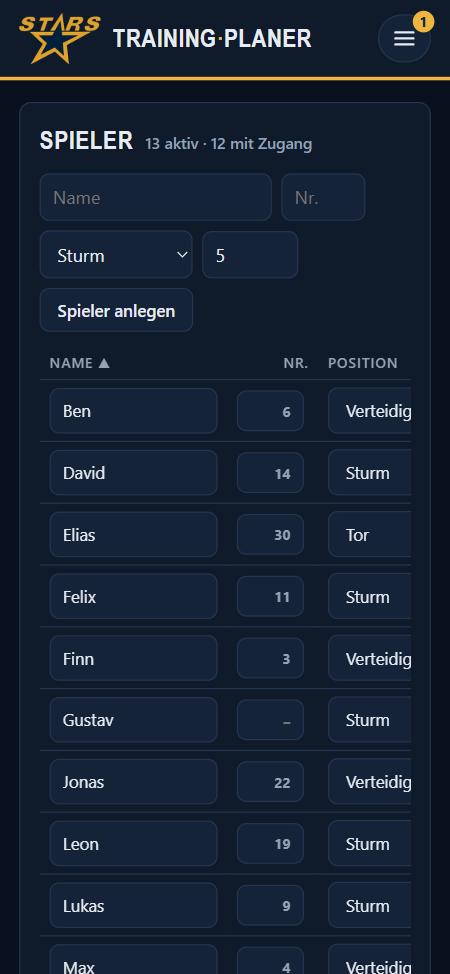 STARS TRAINING·PLANER 1
SPIELER 13 aktiv · 12 mit Zugang
Name Nr.
Sturm 5
Spieler anlegen
NAME ▲ NR. POSITION
Ben 6 Verteidig
David 14 Sturm
Elias 30 Tor
Felix 11 Sturm
Finn 3 Verteidig
Gustav – Sturm
Jonas 22 Verteidig
Leon 19 Sturm
Lukas 9 Sturm
Max 4 Verteidig